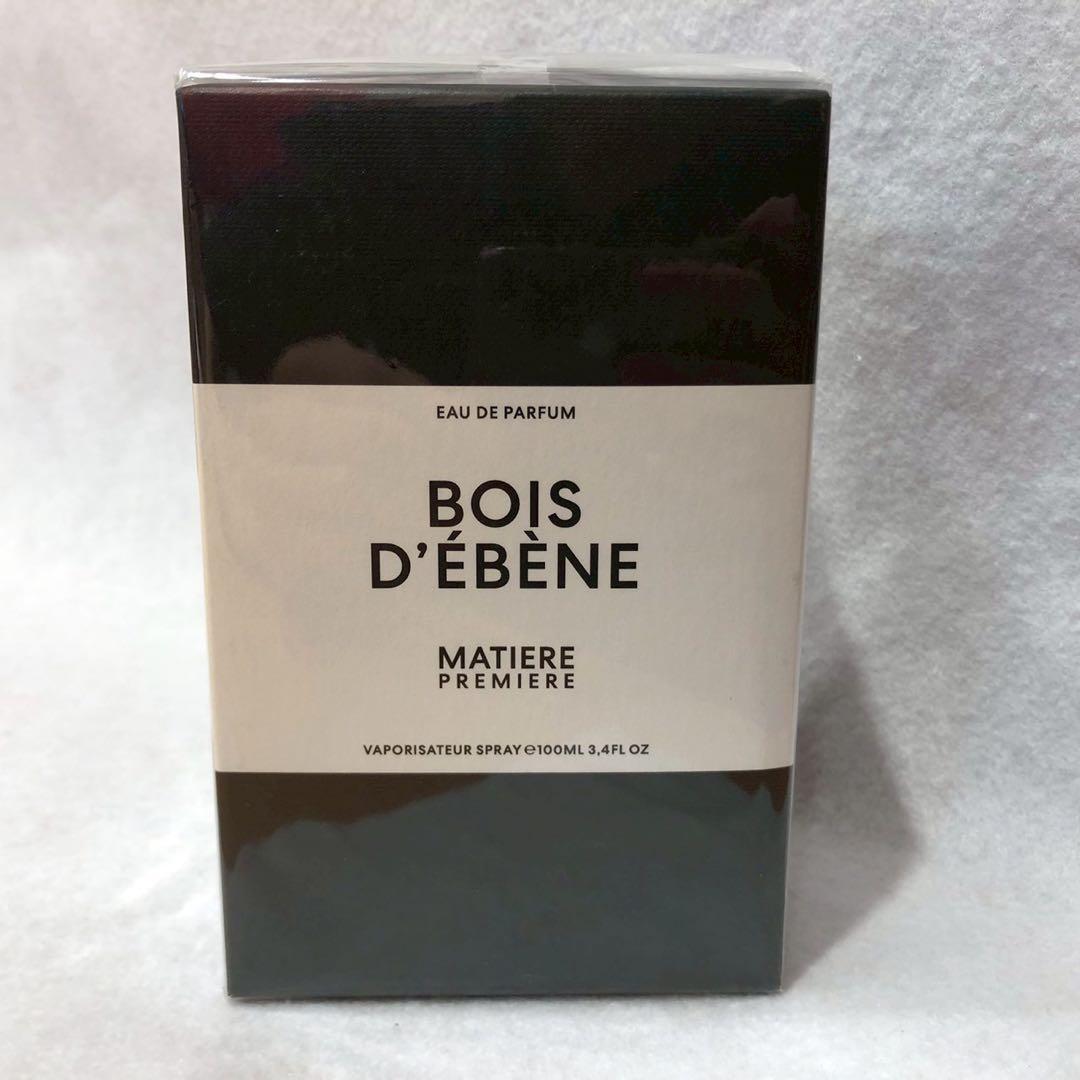 EAU DE PARFUM
BOIS
D’ÉBÈNE
MATIERE
PREMIERE
VAPORISATEUR SPRAY ℮100ML 3,4FL OZ